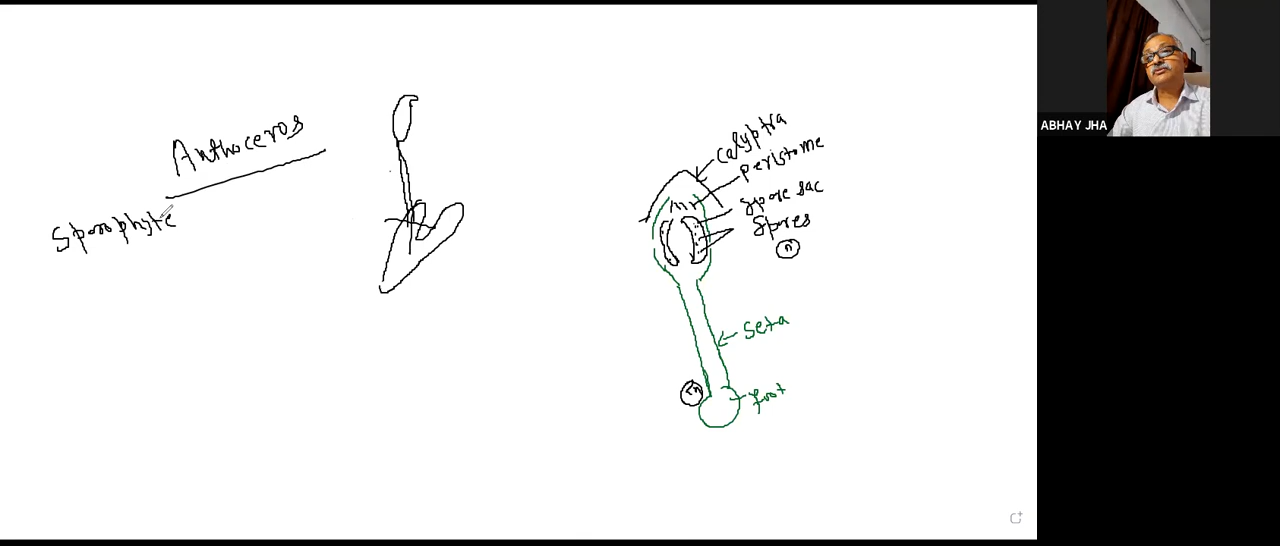 Anthoceros
Sporophyte
calyptra
peristome
spore sac
spores
n
seta
2n
foot
ABHAY JHA